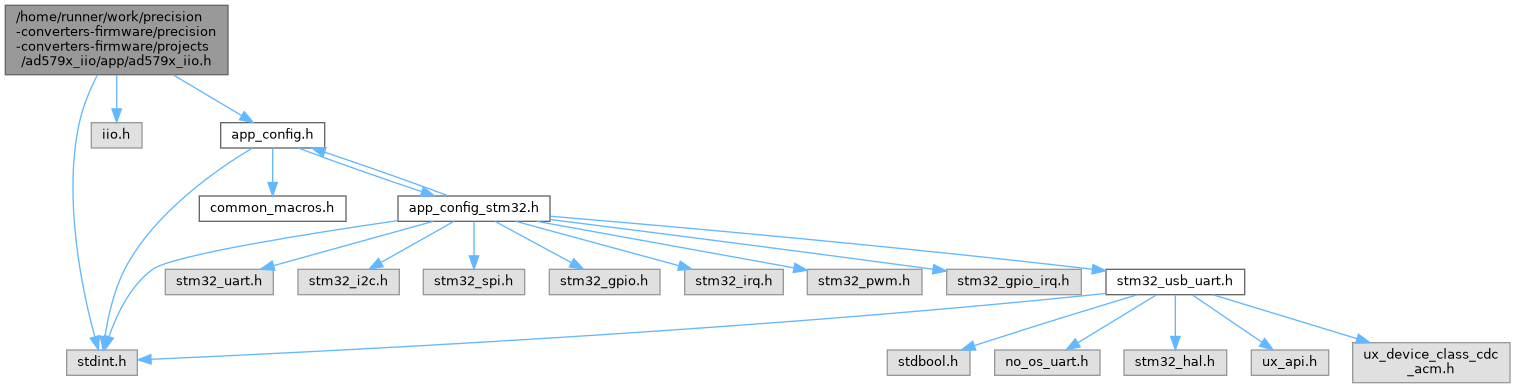 /home/runner/work/precision
-converters-firmware/precision
-converters-firmware/projects
/ad579x_iio/app/ad579x_iio.h
iio.h
app_config.h
common_macros.h
app_config_stm32.h
stm32_uart.h
stm32_i2c.h
stm32_spi.h
stm32_gpio.h
stm32_irq.h
stm32_pwm.h
stm32_gpio_irq.h
stm32_usb_uart.h
stdint.h
stdbool.h
no_os_uart.h
stm32_hal.h
ux_api.h
ux_device_class_cdc
_acm.h